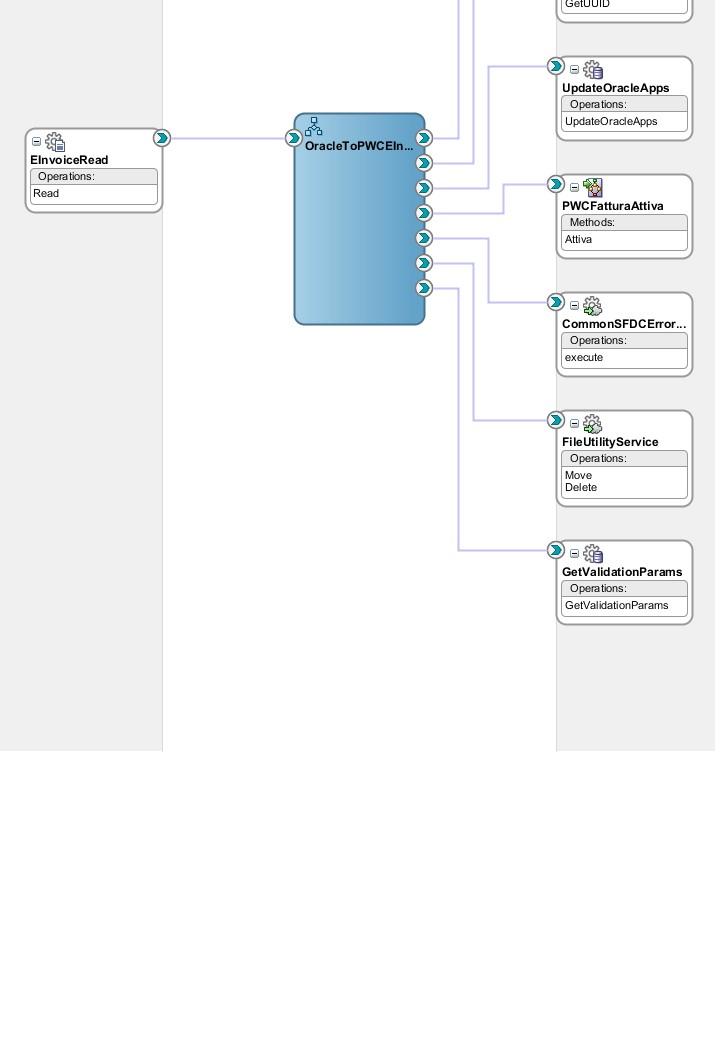 GetUUID
UpdateOracleApps
Operations:
UpdateOracleApps
EInvoiceRead
Operations:
Read
OracleToPWCEIn...
PWCFatturaAttiva
Methods:
Attiva
CommonSFDCError...
Operations:
execute
FileUtilityService
Operations:
Move
Delete
GetValidationParams
Operations:
GetValidationParams